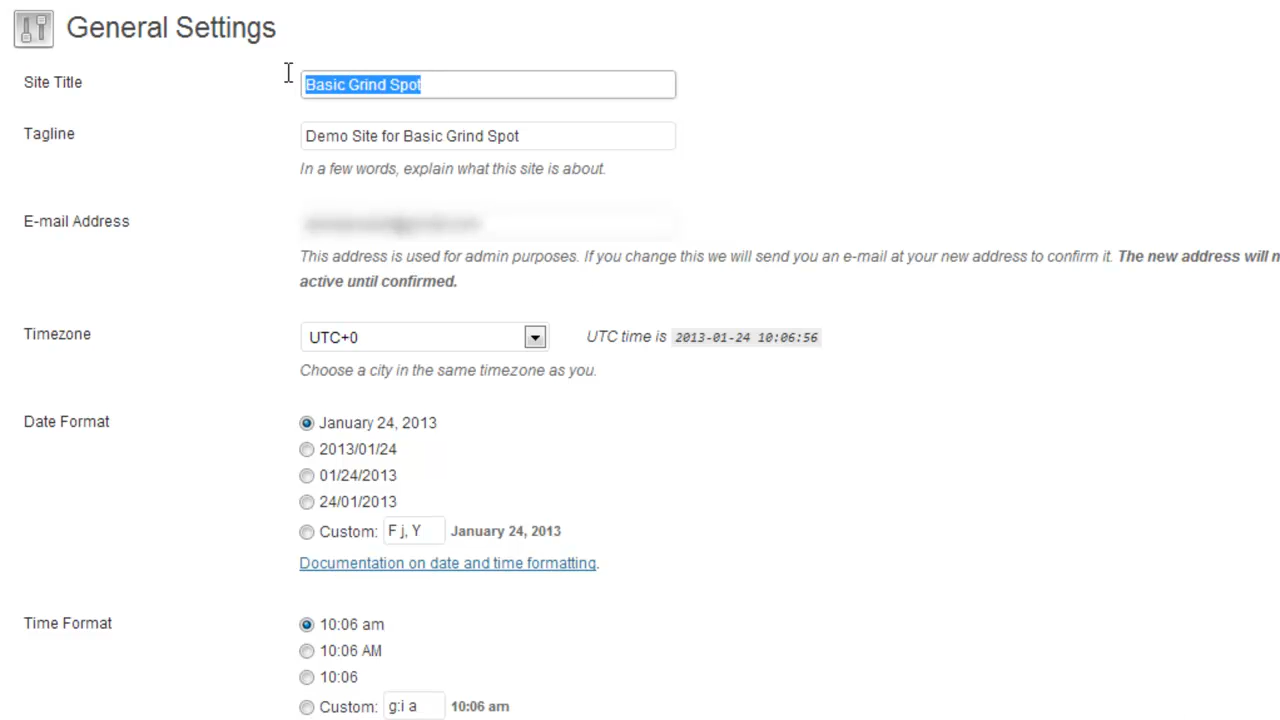 General Settings
Site Title
Basic Grind Spot
Tagline
Demo Site for Basic Grind Spot
In a few words, explain what this site is about.
E-mail Address
This address is used for admin purposes. If you change this we will send you an e-mail at your new address to confirm it. The new address will
active until confirmed.
Timezone
UTC+0
UTC time is 2013-01-24 10:06:56
Choose a city in the same timezone as you.
Date Format
January 24, 2013
2013/01/24
01/24/2013
24/01/2013
Custom: F j, Y January 24, 2013
Documentation on date and time formatting.
Time Format
10:06 am
10:06 AM
10:06
Custom: g:i a 10:06 am